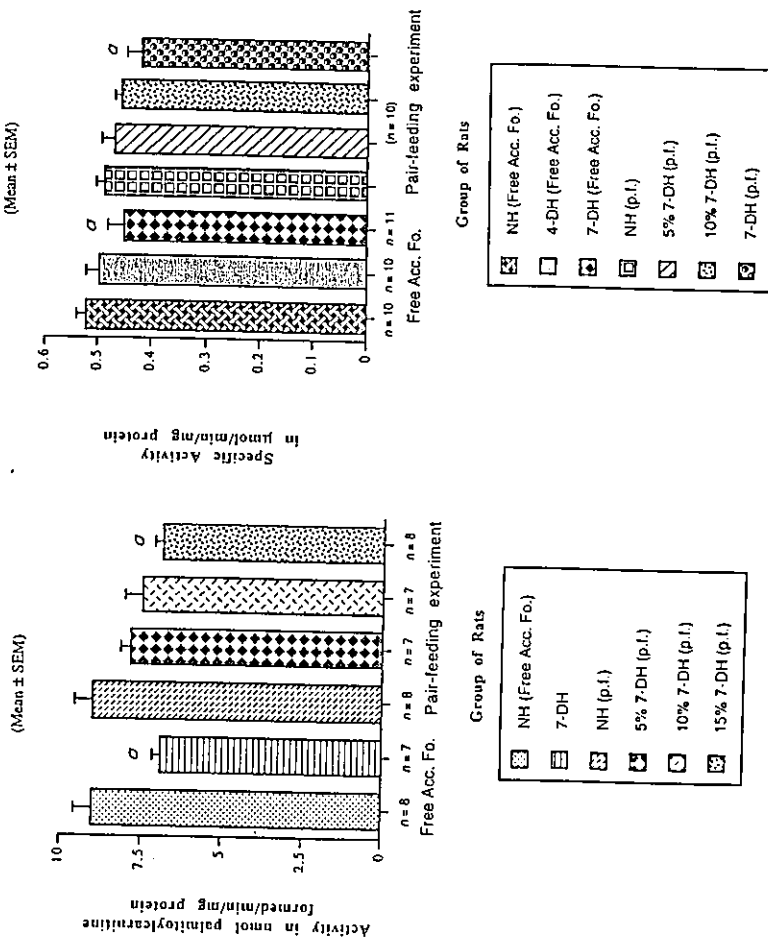 (Mean ± SEM)
Activity in nmol palmitoylcarnitine
formed/min/mg protein
10
7.5
5
2.5
0
a
a
n=8
n=7
n=8
n=7
n=7
n=8
Free Acc. Fo. Pair-feeding experiment
Group of Rats
NH (Free Acc. Fo.)
7-DH
NH (p.f.)
5% 7-DH (p.f.)
10% 7-DH (p.f.)
15% 7-DH (p.f.)
(Mean ± SEM)
Specific Activity
in µmol/min/mg protein
0.6
0.5
0.4
0.3
0.2
0.1
0
a
a
n=10 n=10 n=11
(n=10)
Free Acc. Fo. Pair-feeding experiment
Group of Rats
NH (Free Acc. Fo.)
4-DH (Free Acc. Fo.)
7-DH (Free Acc. Fo.)
NH (p.f.)
5% 7-DH (p.f.)
10% 7-DH (p.f.)
7-DH (p.f.)